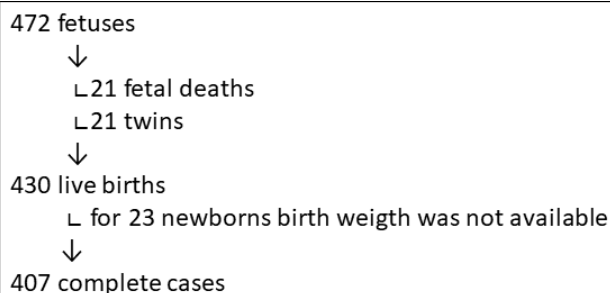 472 fetuses
↓
∟21 fetal deaths
∟21 twins
↓
430 live births
∟ for 23 newborns birth weigth was not available
↓
407 complete cases